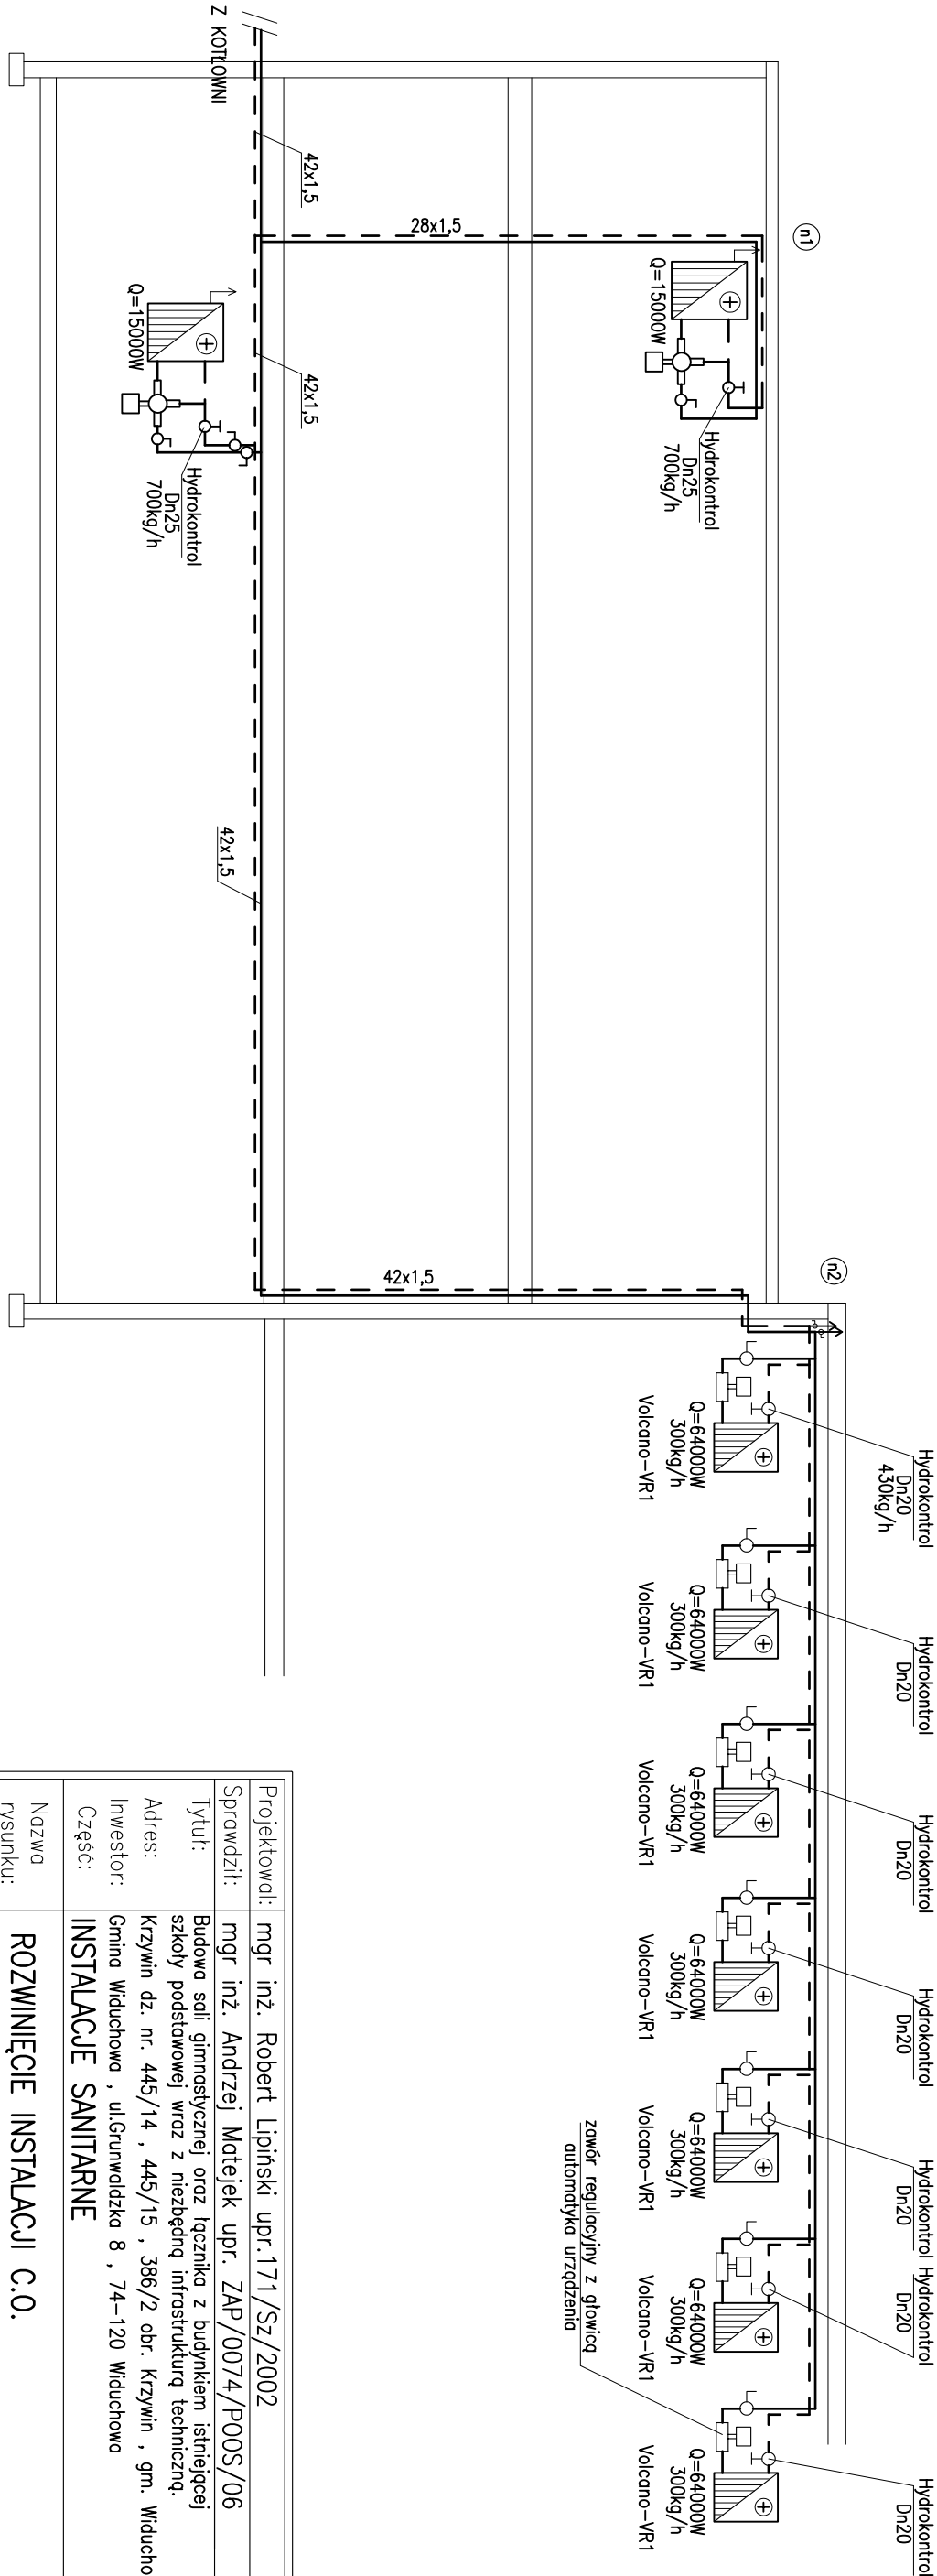 Z KOTŁOWNI
42x1,5
28x1,5
n1
Q=15000W
Hydrokontrol
Dn25
700kg/h
Q=15000W
42x1,5
Hydrokontrol
Dn25
700kg/h
42x1,5
42x1,5
n2
Hydrokontrol
Dn20
430kg/h
Hydrokontrol
Dn20
Hydrokontrol
Dn20
Hydrokontrol
Dn20
Hydrokontrol
Dn20
Hydrokontrol
Dn20
Hydrokontrol
Dn20
Q=64000W
300kg/h
Volcano-VR1
Q=64000W
300kg/h
Volcano-VR1
Q=64000W
300kg/h
Volcano-VR1
Q=64000W
300kg/h
Volcano-VR1
Q=64000W
300kg/h
Volcano-VR1
Q=64000W
300kg/h
Volcano-VR1
Q=64000W
300kg/h
Volcano-VR1
zawór regulacyjny z głowicą
automatyka urządzenia
Projektował: mgr inż. Robert Lipiński upr.171/Sz/2002
Sprawdził: mgr inż. Andrzej Matejek upr. ZAP/0074/POOS/06
Tytuł: Budowa sali gimnastycznej oraz łącznika z budynkiem istniejącej
szkoły podstawowej wraz z niezbędną infrastrukturą techniczną.
Adres: Krzywin dz. nr. 445/14 , 445/15 , 386/2 obr. Krzywin , gm. Widucho
Inwestor: Gmina Widuchowa , ul.Grunwaldzka 8 , 74-120 Widuchowa
Część: INSTALACJE SANITARNE
Nazwa
rysunku: ROZWINIĘCIE INSTALACJI C.O.